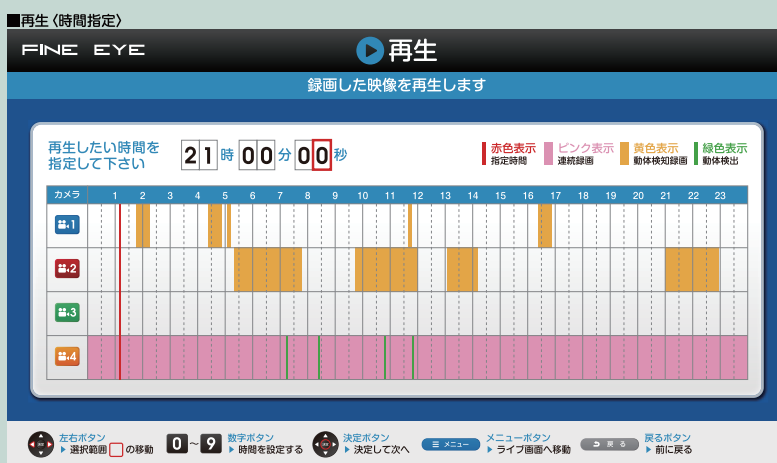 ■再生〈時間指定〉
FINE EYE
再生
録画した映像を再生します
再生したい時間を
指定して下さい
21時00分00秒
赤色表示
指定時間
ピンク表示
連続録画
黄色表示
動体検知録画
緑色表示
動体検出
カメラ 1 2 3 4 5 6 7 8 9 10 11 12 13 14 15 16 17 18 19 20 21 22 23
1
2
3
4
左右ボタン
選択範囲 の移動
0~9
数字ボタン
時間を設定する
決定ボタン
決定して次へ
メニュー
メニューボタン
ライブ画面へ移動
戻る
戻るボタン
前に戻る